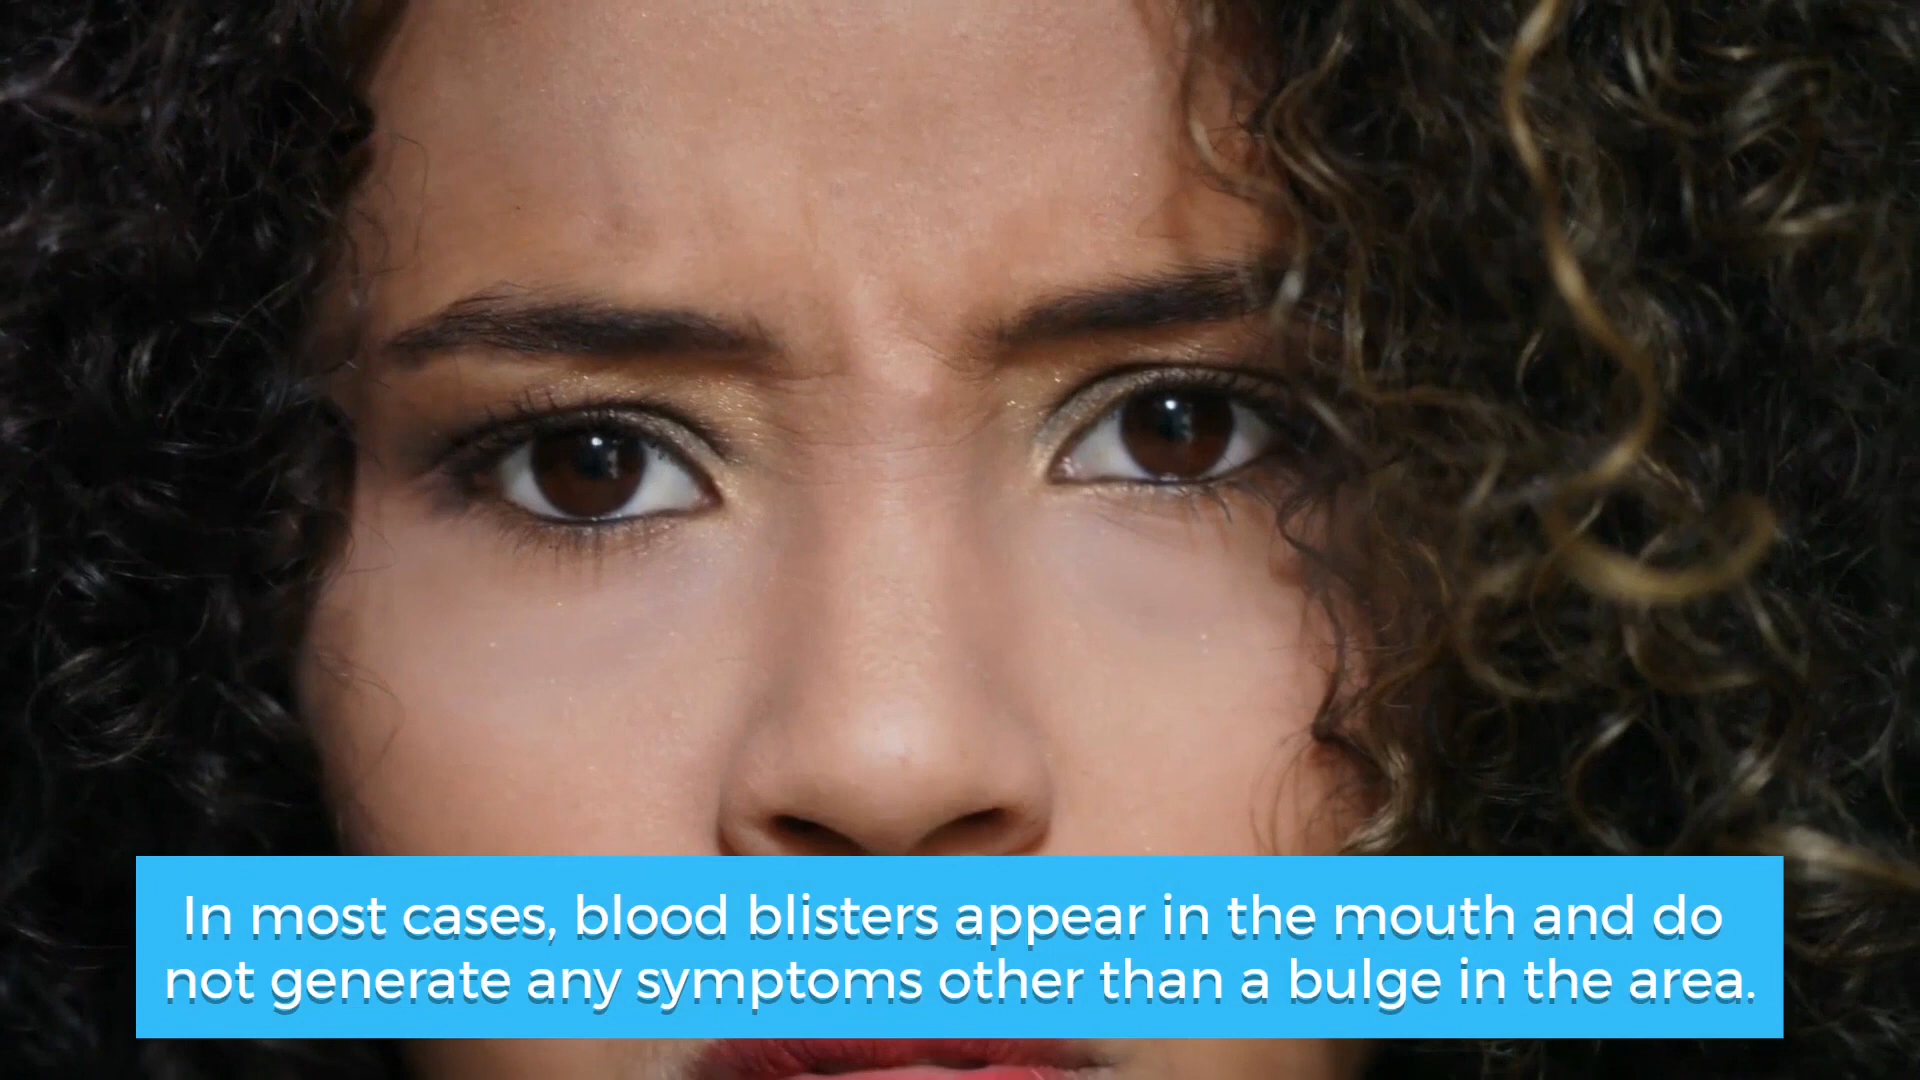 In most cases, blood blisters appear in the mouth and do
not generate any symptoms other than a bulge in the area.